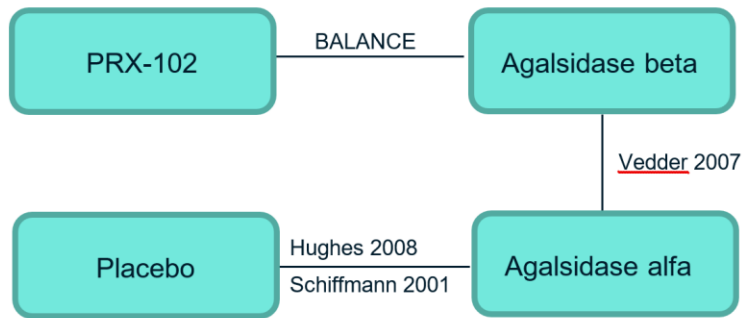 PRX-102
BALANCE
Agalsidase beta
Vedder 2007
Placebo
Hughes 2008
Schiffmann 2001
Agalsidase alfa